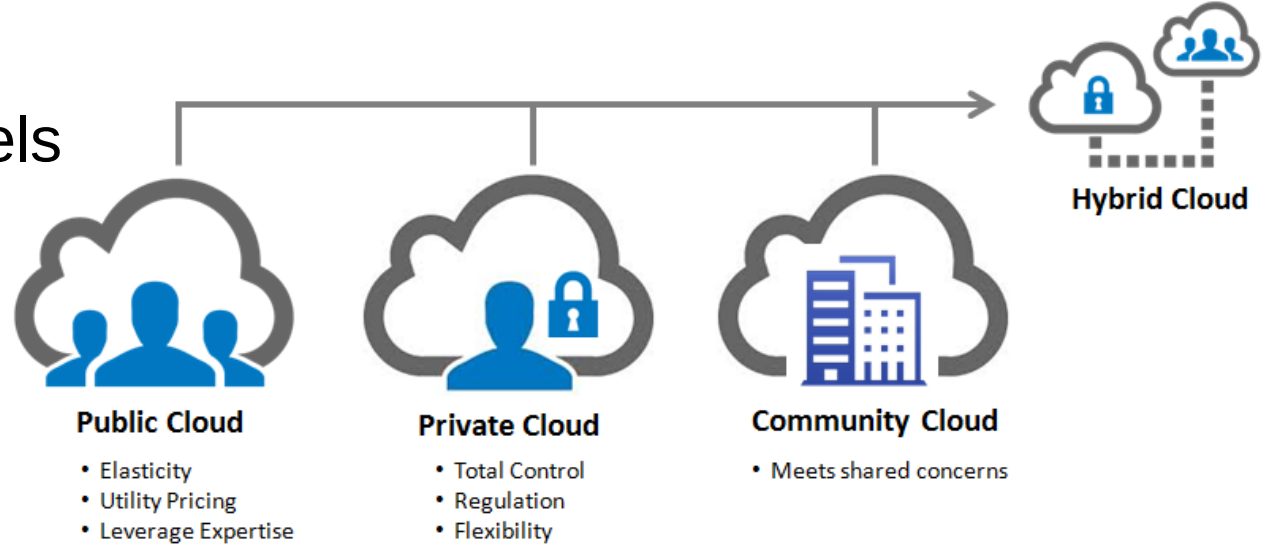 els
Hybrid Cloud
Public Cloud
• Elasticity
• Utility Pricing
• Leverage Expertise
Private Cloud
• Total Control
• Regulation
• Flexibility
Community Cloud
• Meets shared concerns